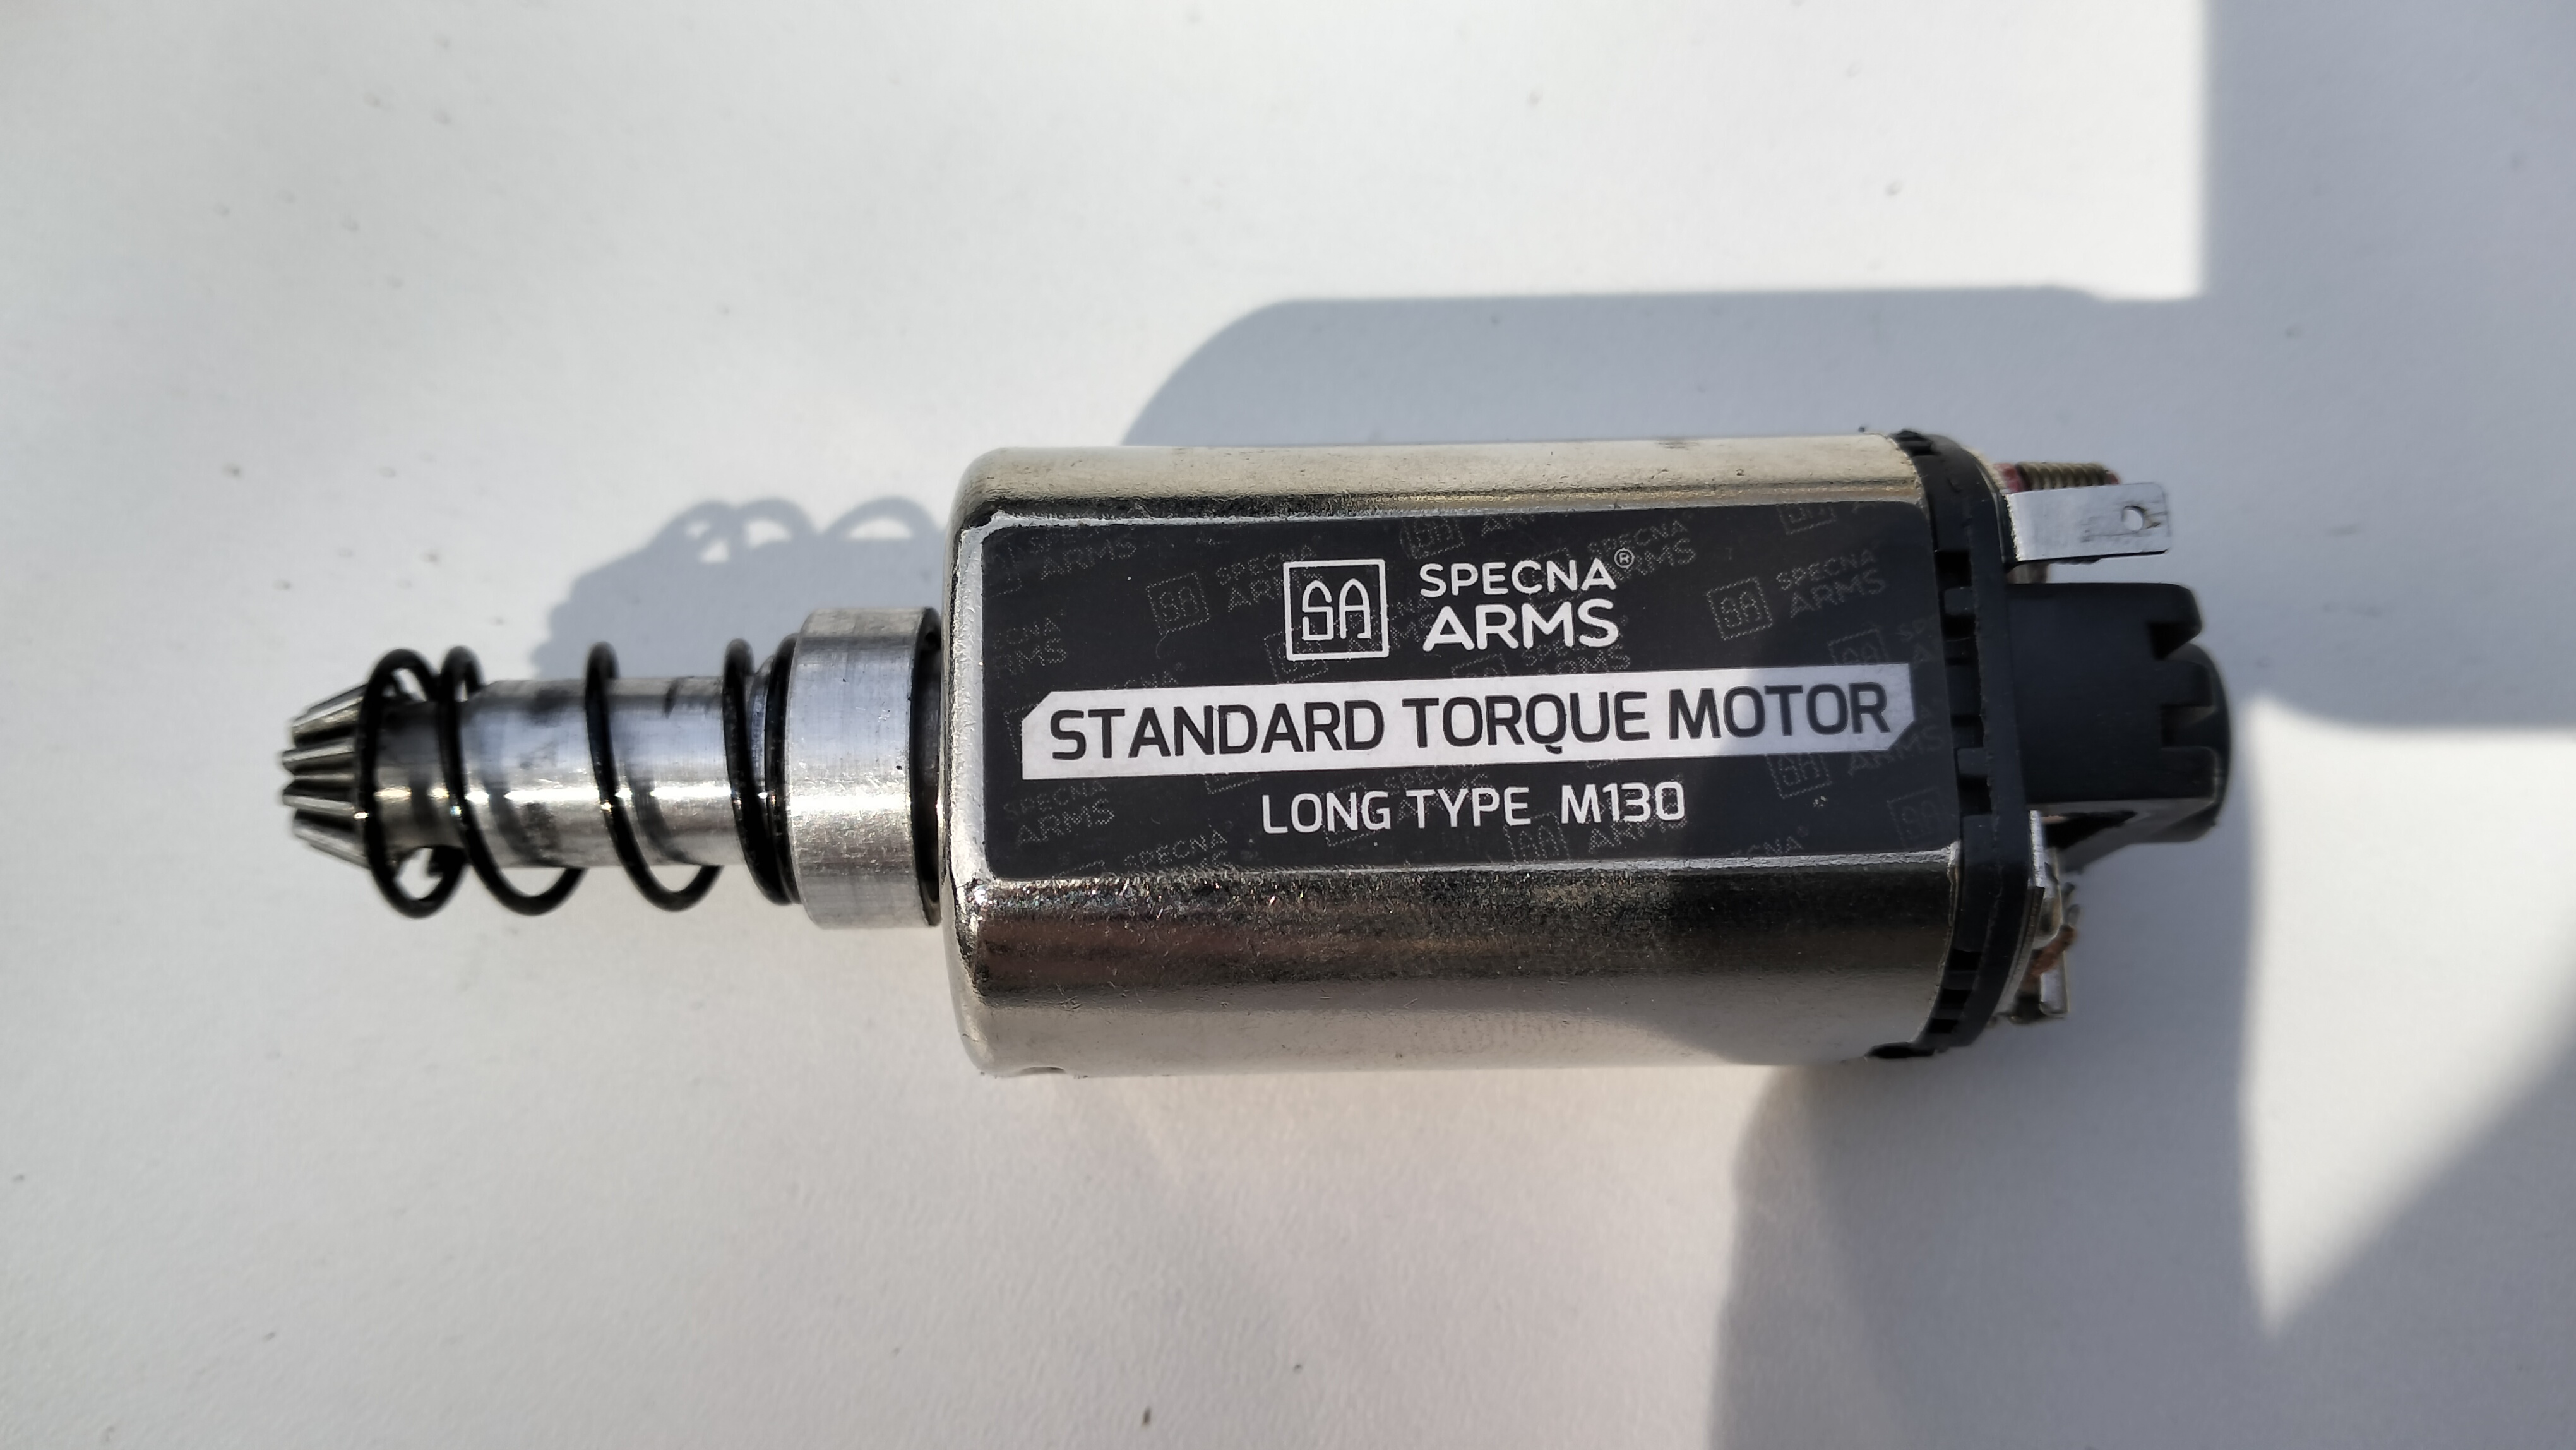 SA SPECNA®
ARMS
STANDARD TORQUE MOTOR
LONG TYPE M130